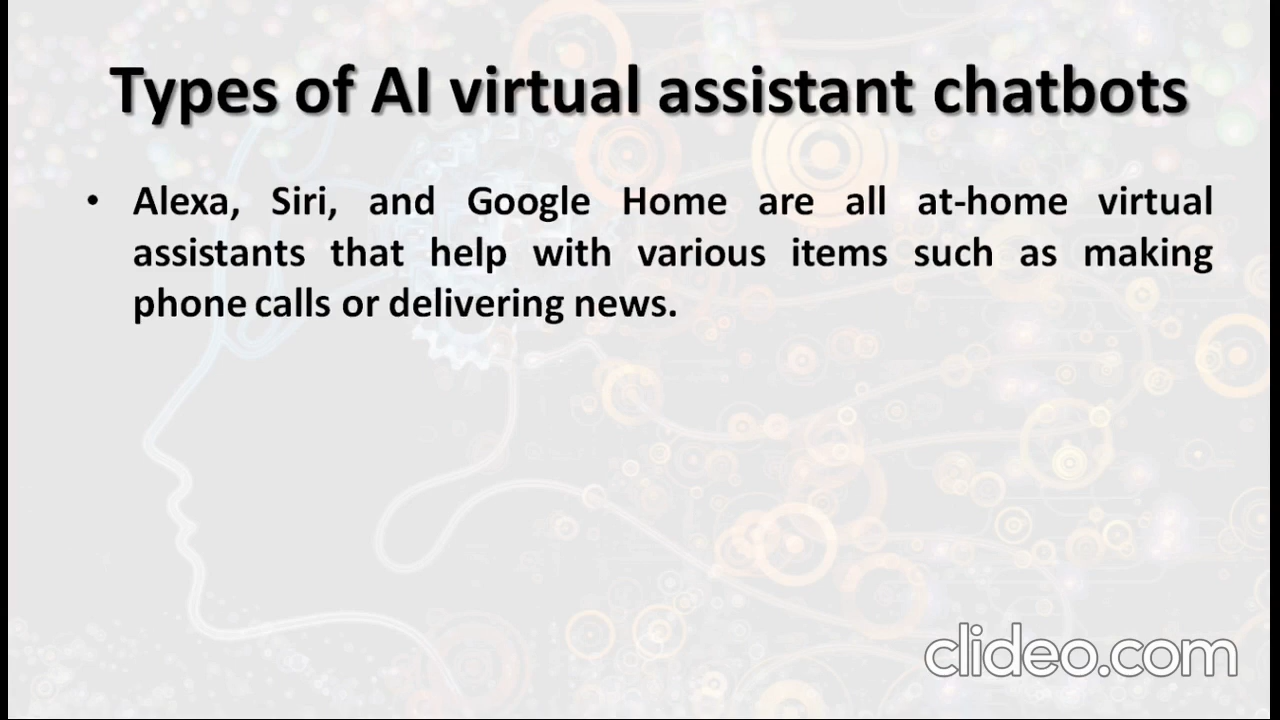 Types of AI virtual assistant chatbots
• Alexa, Siri, and Google Home are all at-home virtual
assistants that help with various items such as making
phone calls or delivering news.
clideo.com